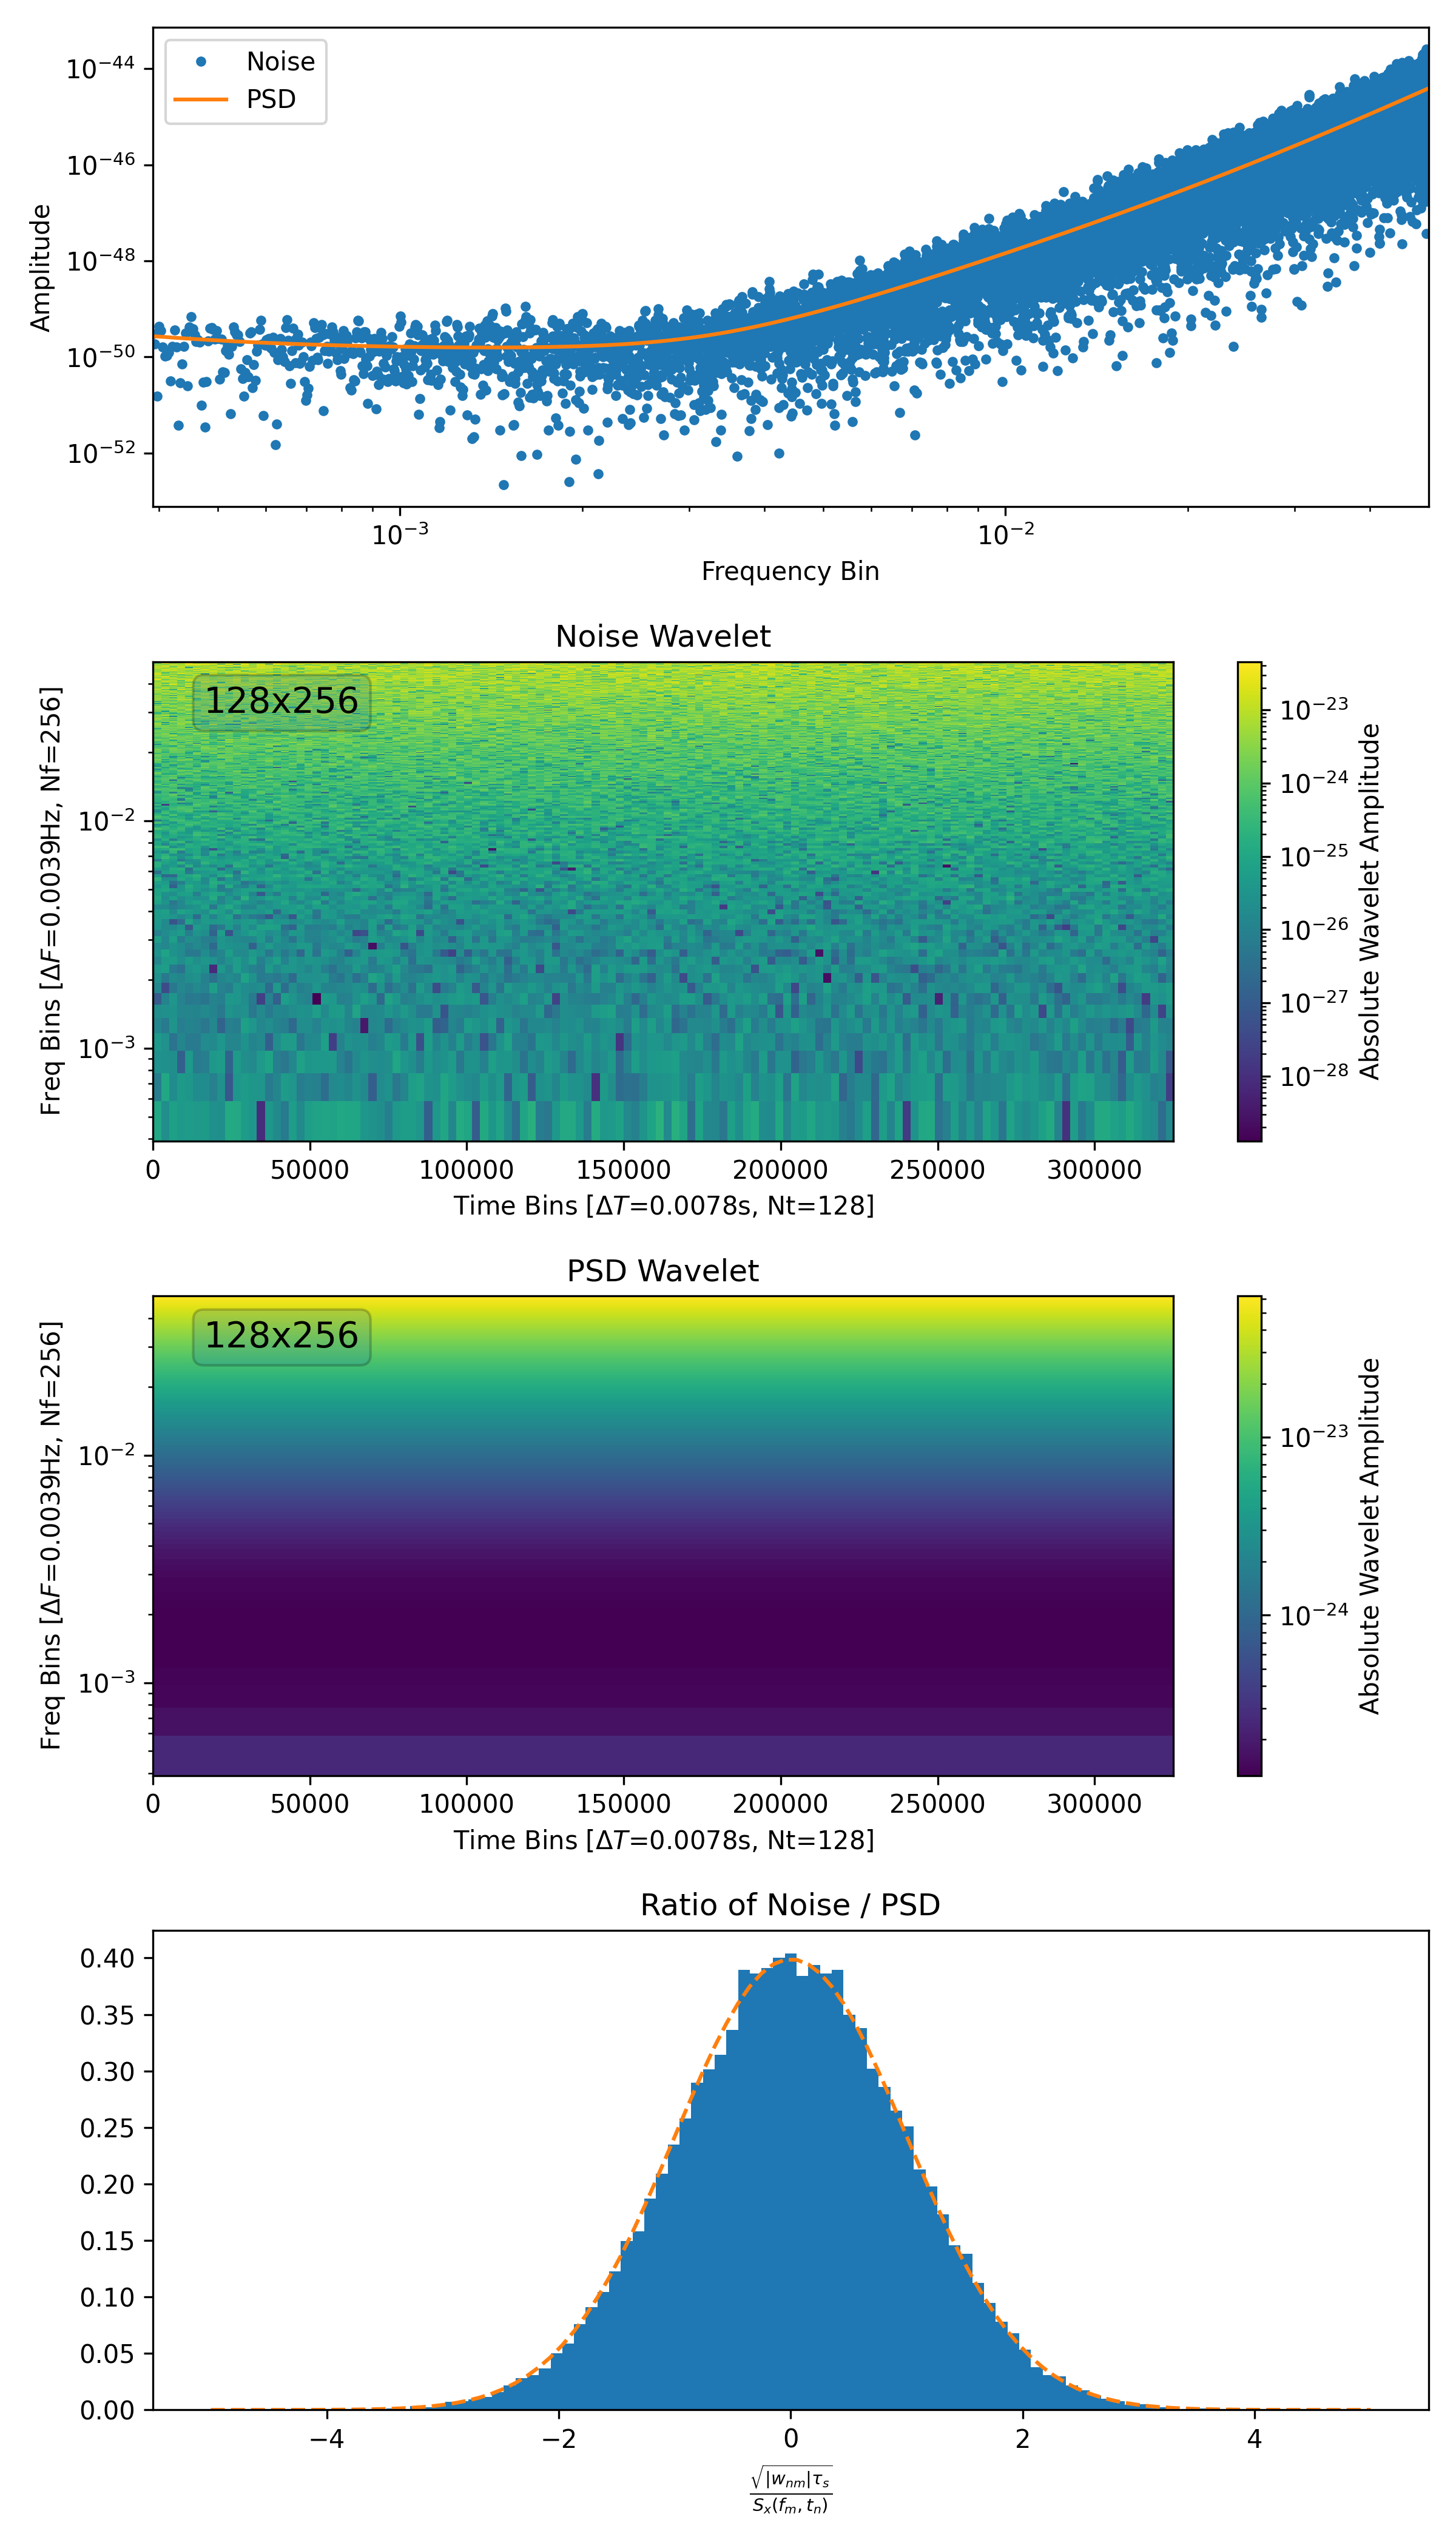 Noise
PSD
10⁻⁴⁴
10⁻⁴⁶
10⁻⁴⁸
10⁻⁵⁰
10⁻⁵²
Amplitude
10⁻³
10⁻²
Frequency Bin
Noise Wavelet
128x256
10⁻²
10⁻³
Freq Bins [ΔF=0.0039Hz, Nf=256]
0
50000
100000
150000
200000
250000
300000
Time Bins [ΔT=0.0078s, Nt=128]
10⁻²³
10⁻²⁴
10⁻²⁵
10⁻²⁶
10⁻²⁷
10⁻²⁸
Absolute Wavelet Amplitude
PSD Wavelet
128x256
10⁻²
10⁻³
Freq Bins [ΔF=0.0039Hz, Nf=256]
0
50000
100000
150000
200000
250000
300000
Time Bins [ΔT=0.0078s, Nt=128]
10⁻²³
10⁻²⁴
Absolute Wavelet Amplitude
Ratio of Noise / PSD
0.40
0.35
0.30
0.25
0.20
0.15
0.10
0.05
0.00
−4
−2
0
2
4
√|w_{nm}|τ_s
S_x(f_m, t_n)